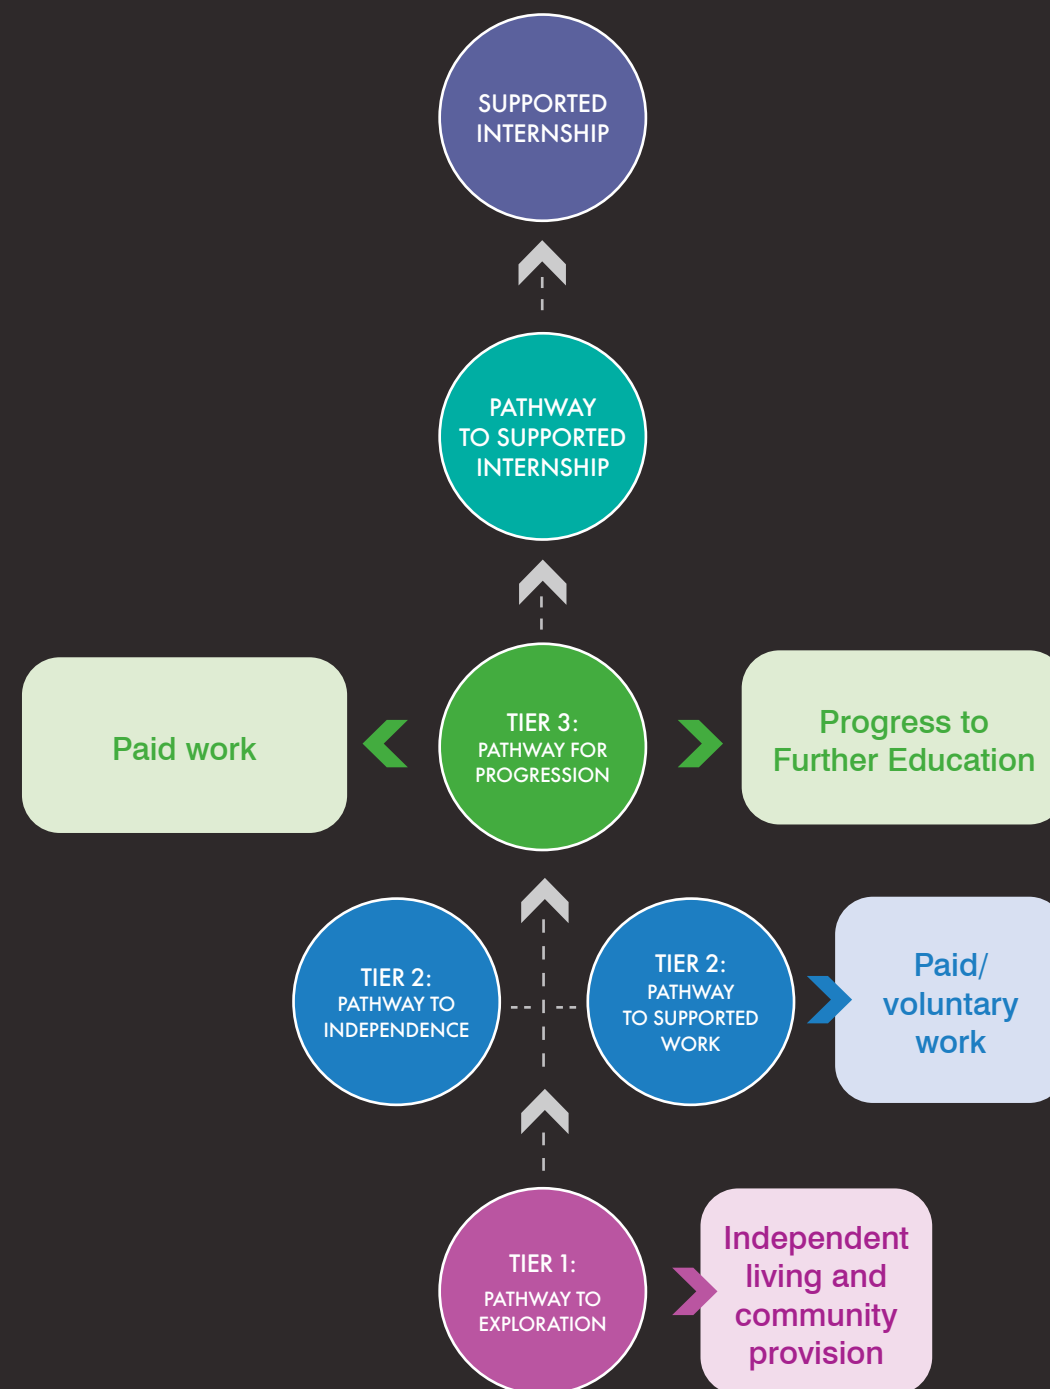 SUPPORTED
INTERNSHIP
PATHWAY
TO SUPPORTED
INTERNSHIP
Paid work
TIER 3:
PATHWAY FOR
PROGRESSION
Progress to
Further Education
TIER 2:
PATHWAY TO
INDEPENDENCE
TIER 2:
PATHWAY
TO SUPPORTED
WORK
Paid/
voluntary
work
TIER 1:
PATHWAY TO
EXPLORATION
Independent
living and
community
provision